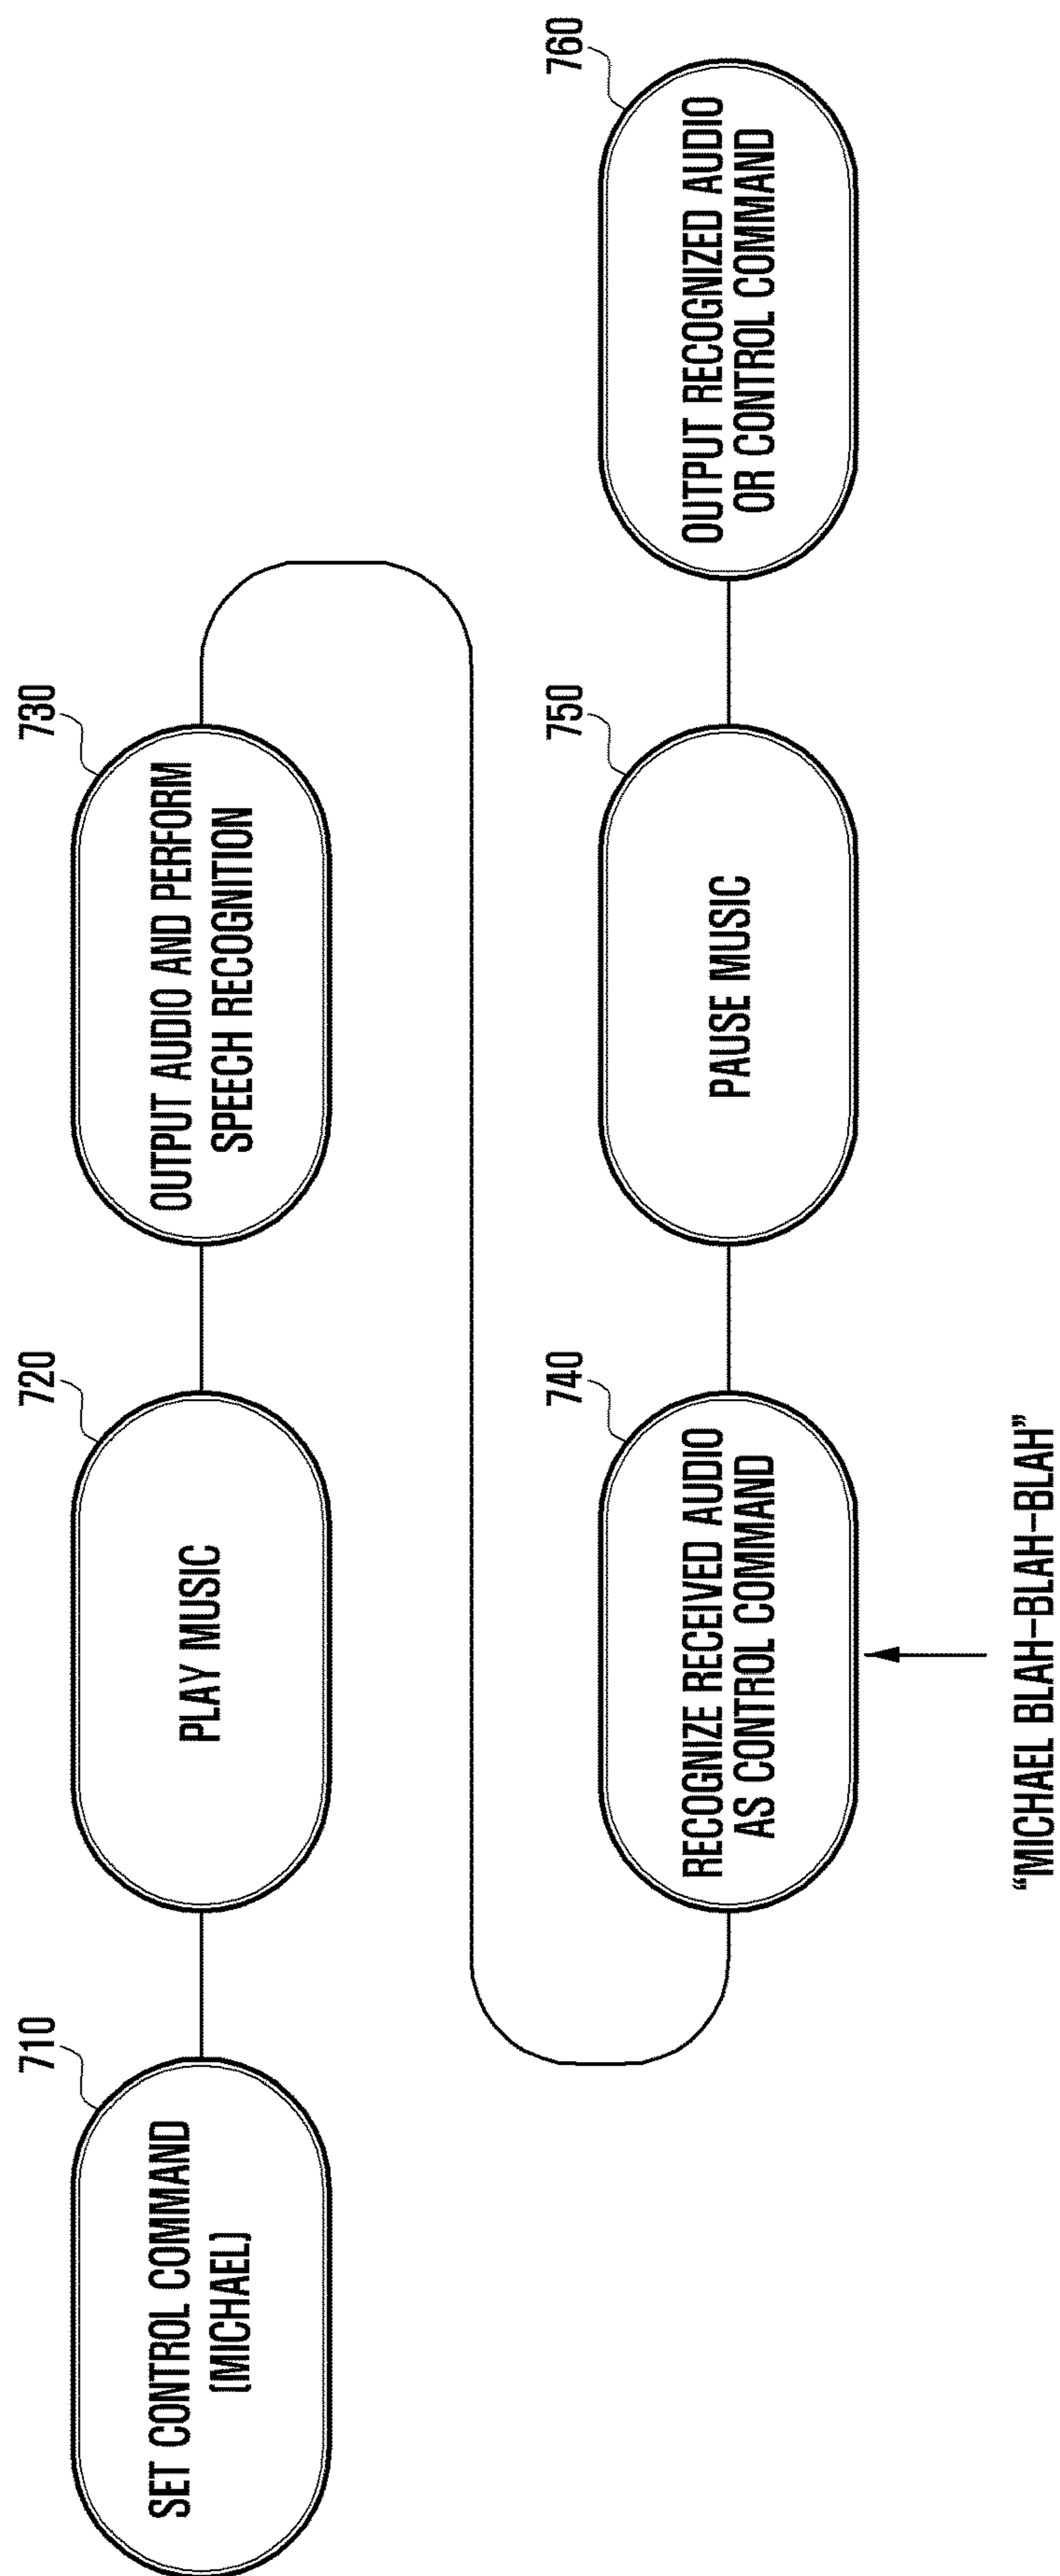 710
SET CONTROL COMMAND
(MICHAEL)
720
PLAY MUSIC
730
OUTPUT AUDIO AND PERFORM
SPEECH RECOGNITION
740
RECOGNIZE RECEIVED AUDIO
AS CONTROL COMMAND
“MICHAEL BLAH–BLAH–BLAH”
750
PAUSE MUSIC
760
OUTPUT RECOGNIZED AUDIO
OR CONTROL COMMAND